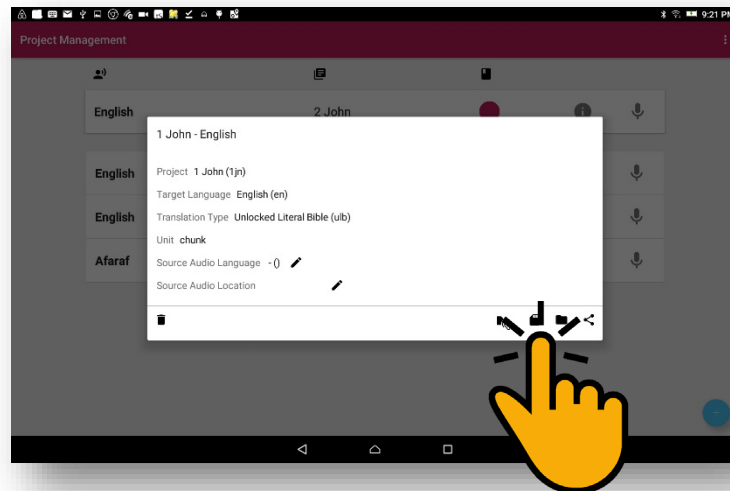 9:21 PM
Project Management
English 2 John
1 John - English
Project 1 John (1jn)
English
Target Language English (en)
English
Translation Type Unlocked Literal Bible (ulb)
Unit chunk
Afaraf
Source Audio Language - ()
Source Audio Location